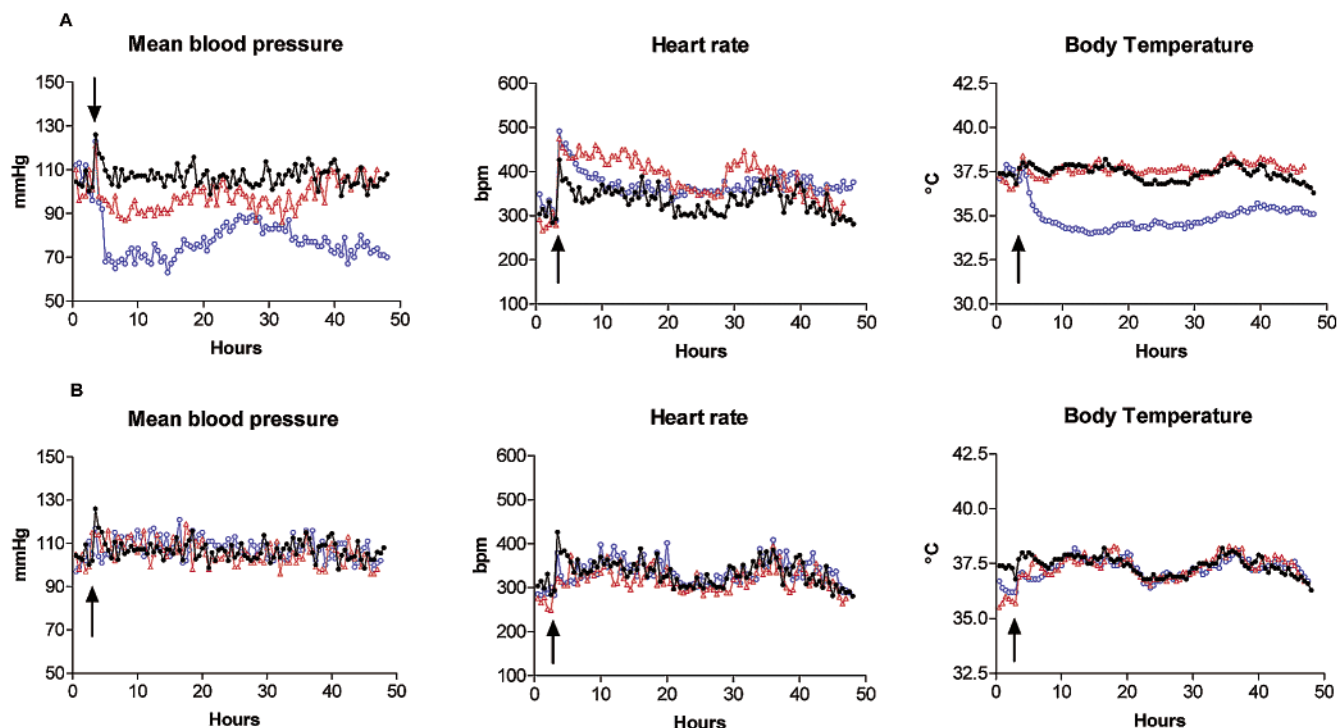 A
Mean blood pressure
150
130
110
90
70
50
mmHg
0 10 20 30 40 50
Hours
Heart rate
600
500
400
300
200
100
bpm
0 10 20 30 40 50
Hours
Body Temperature
42.5
40.0
37.5
35.0
32.5
30.0
°C
0 10 20 30 40 50
Hours
B
Mean blood pressure
150
130
110
90
70
50
mmHg
0 10 20 30 40 50
Hours
Heart rate
600
500
400
300
200
100
bpm
0 10 20 30 40 50
Hours
Body Temperature
42.5
40.0
37.5
35.0
32.5
°C
0 10 20 30 40 50
Hours